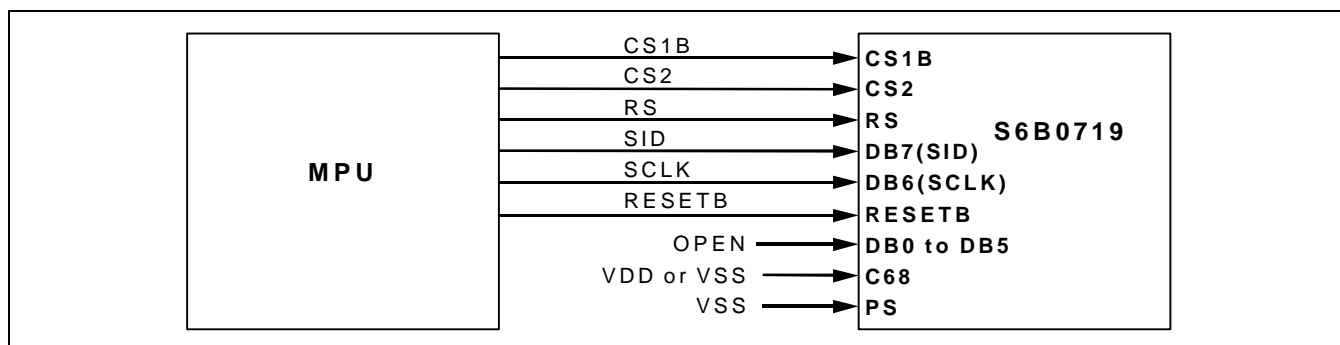 MPU
CS1B
CS2
RS
SID
SCLK
RESETB
OPEN
VDD or VSS
VSS
CS1B
CS2
RS
DB7(SID)
DB6(SCLK)
RESETB
DB0 to DB5
C68
PS
S6B0719